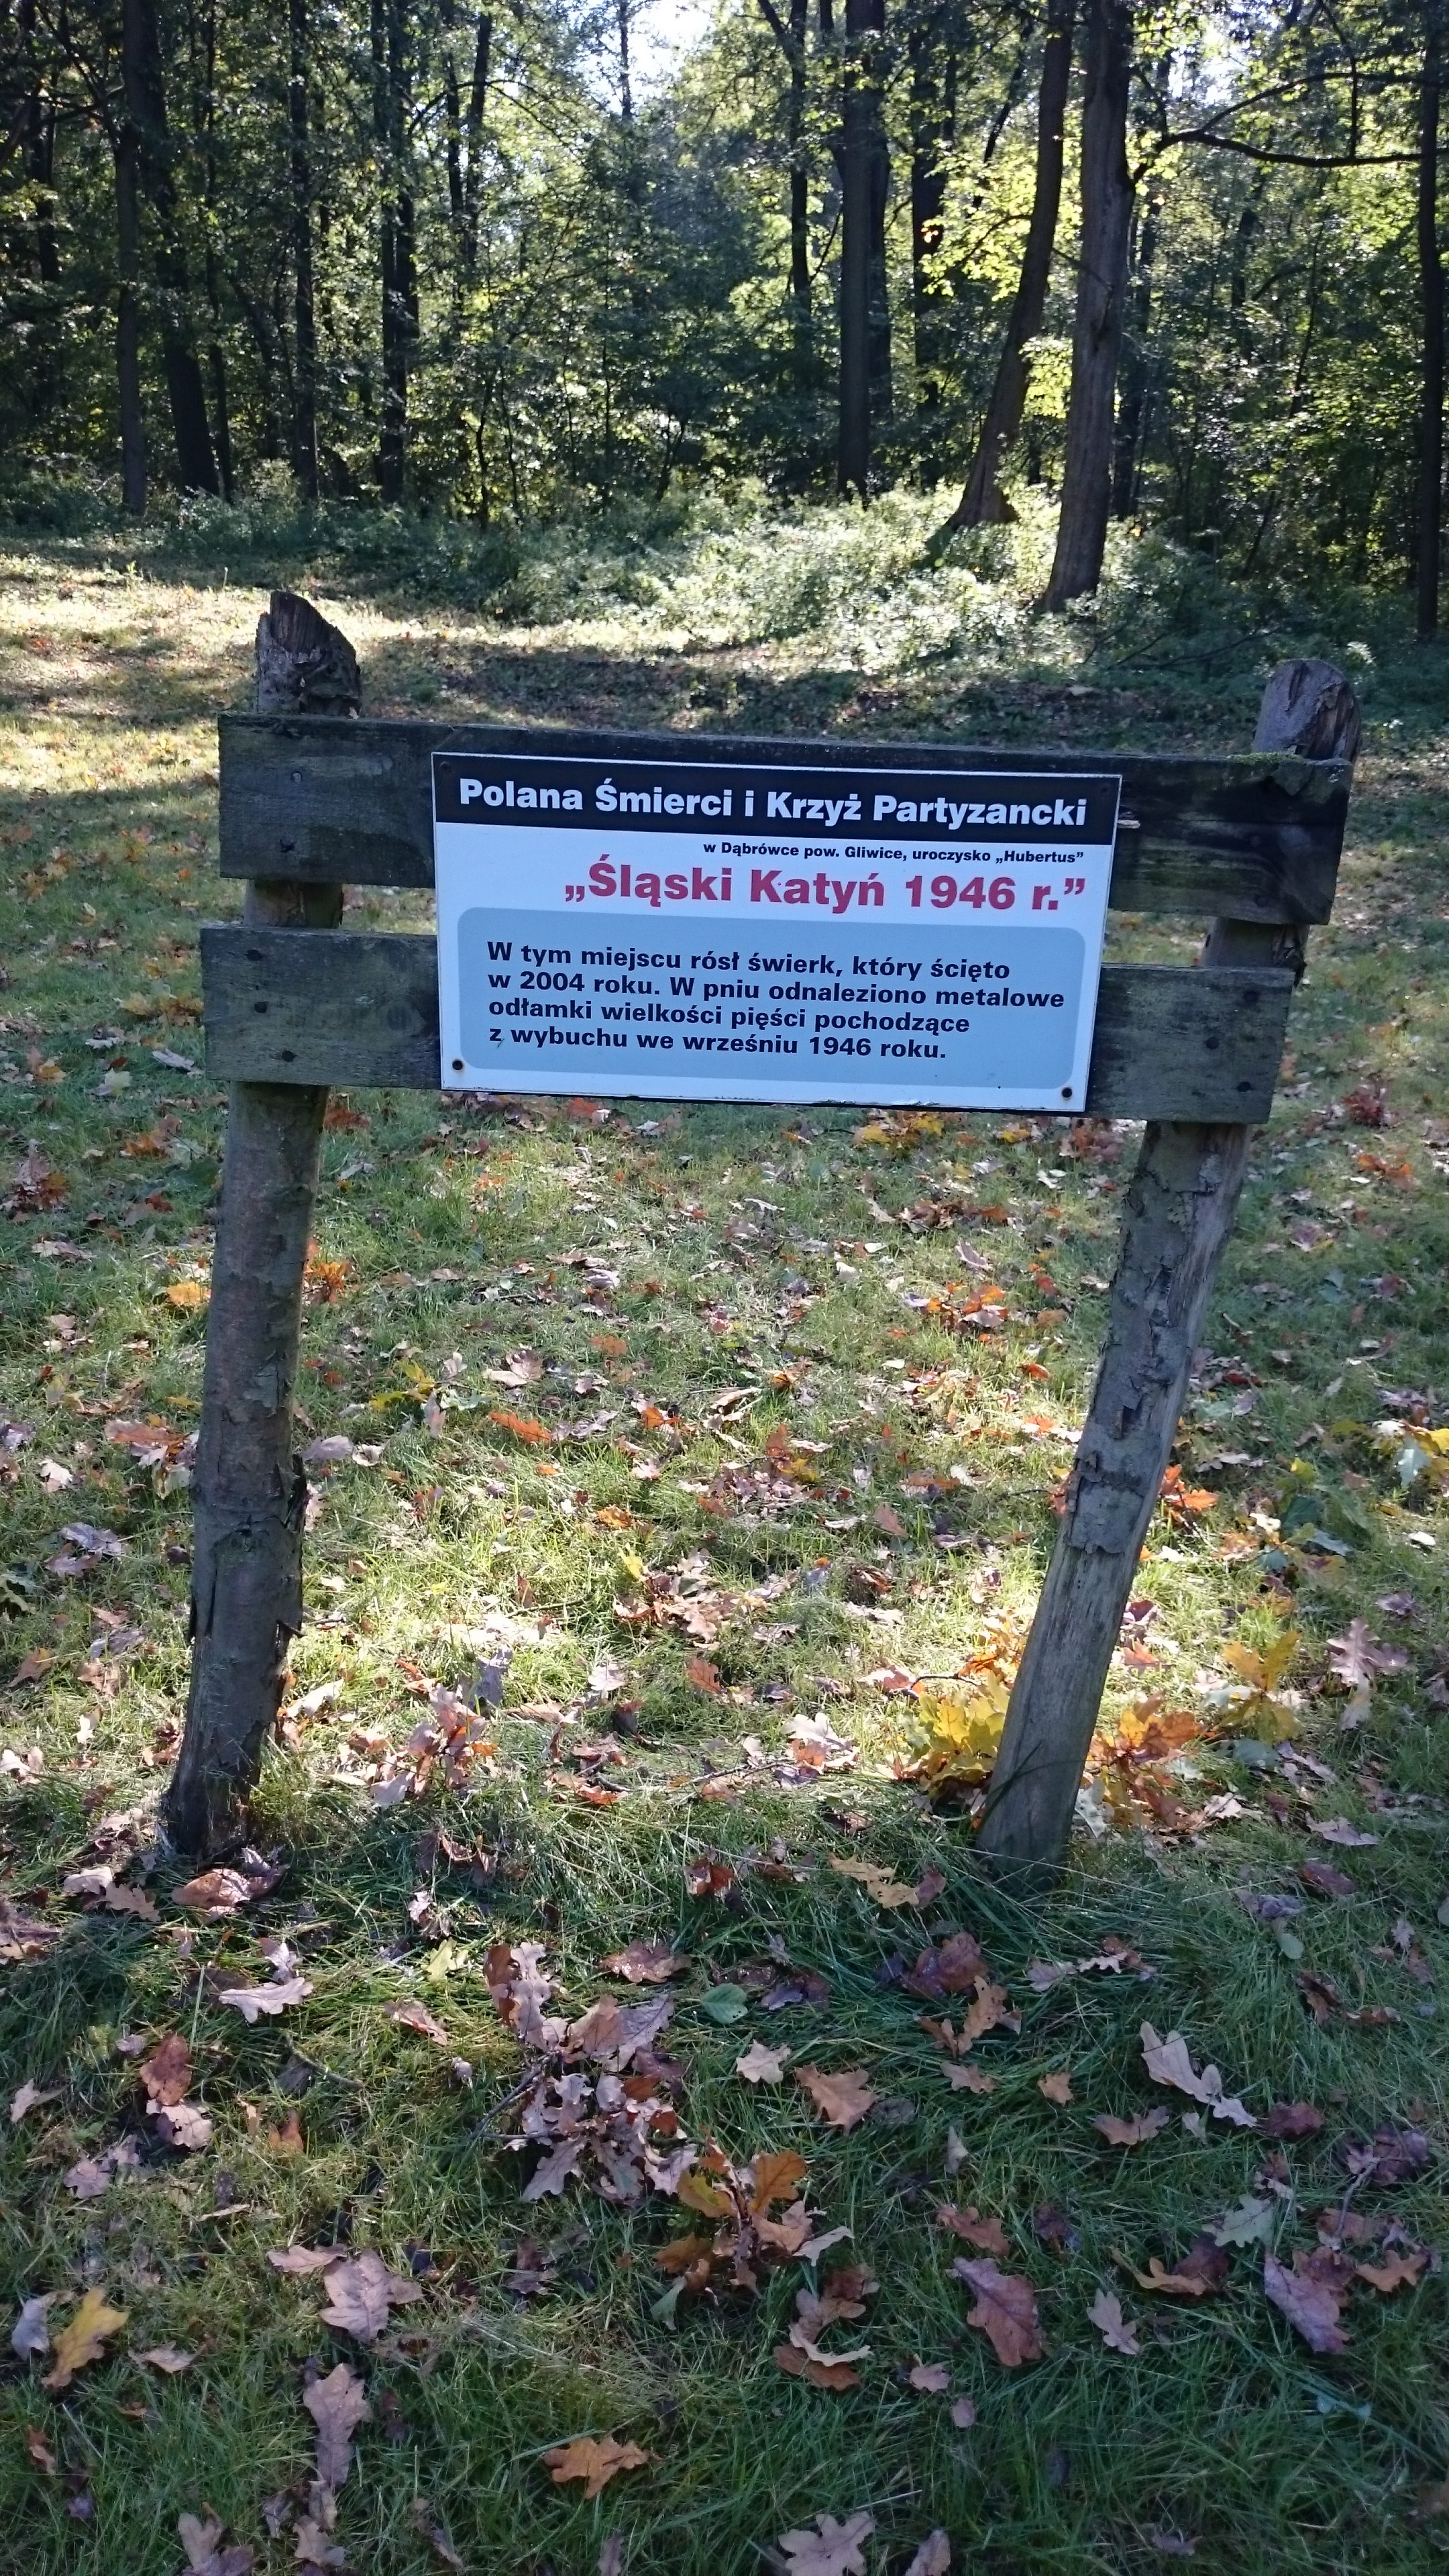 Polana Śmierci i Krzyż Partyzancki
w Dąbrówce pow. Gliwice, uroczysko „Hubertus”
„Śląski Katyń 1946 r.”
W tym miejscu rósł świerk, który ścięto
w 2004 roku. W pniu odnaleziono metalowe
odłamki wielkości pięści pochodzące
z wybuchu we wrześniu 1946 roku.